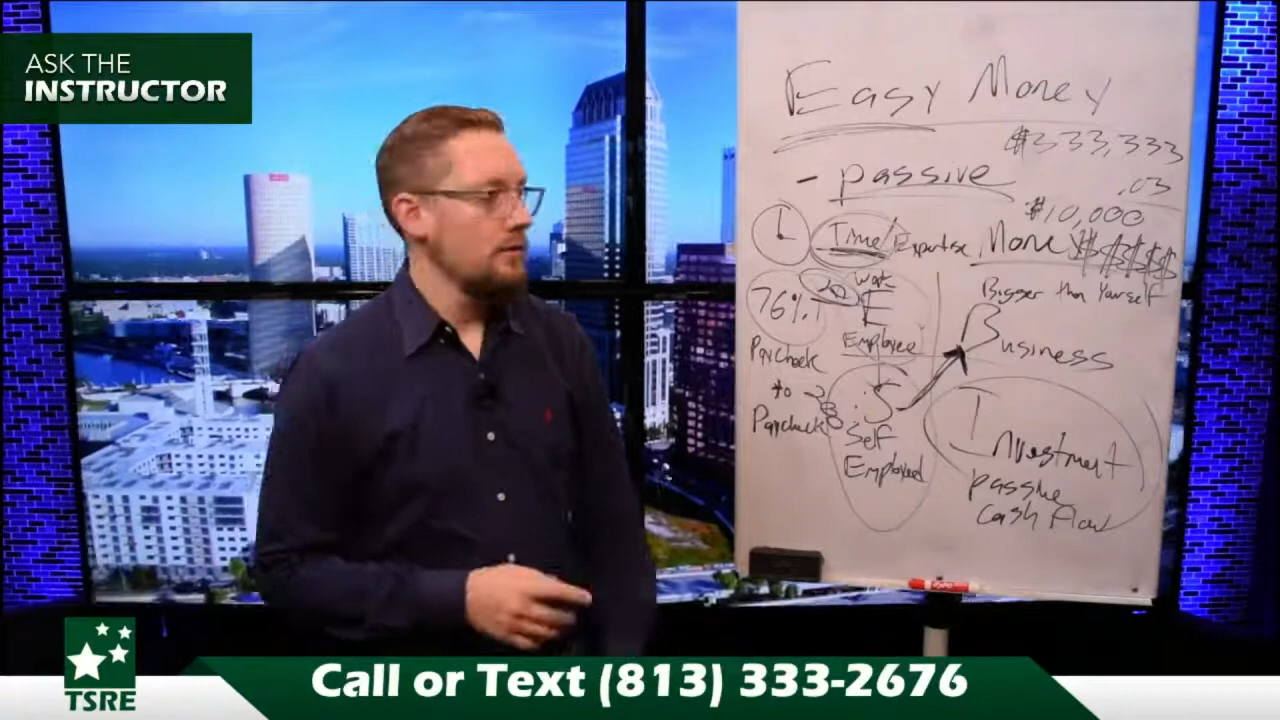 ASK THE
INSTRUCTOR
Easy Money
$333,333
.03
- passive
$10,000
Time/Expertise, Money $$$$$
Bigger than Yourself
76%
20
Work
E
Employee
Business
Paycheck
to
Paycheck
S
Self
Employed
Investment
passive
Cash Flow
TSRE
Call or Text (813) 333-2676